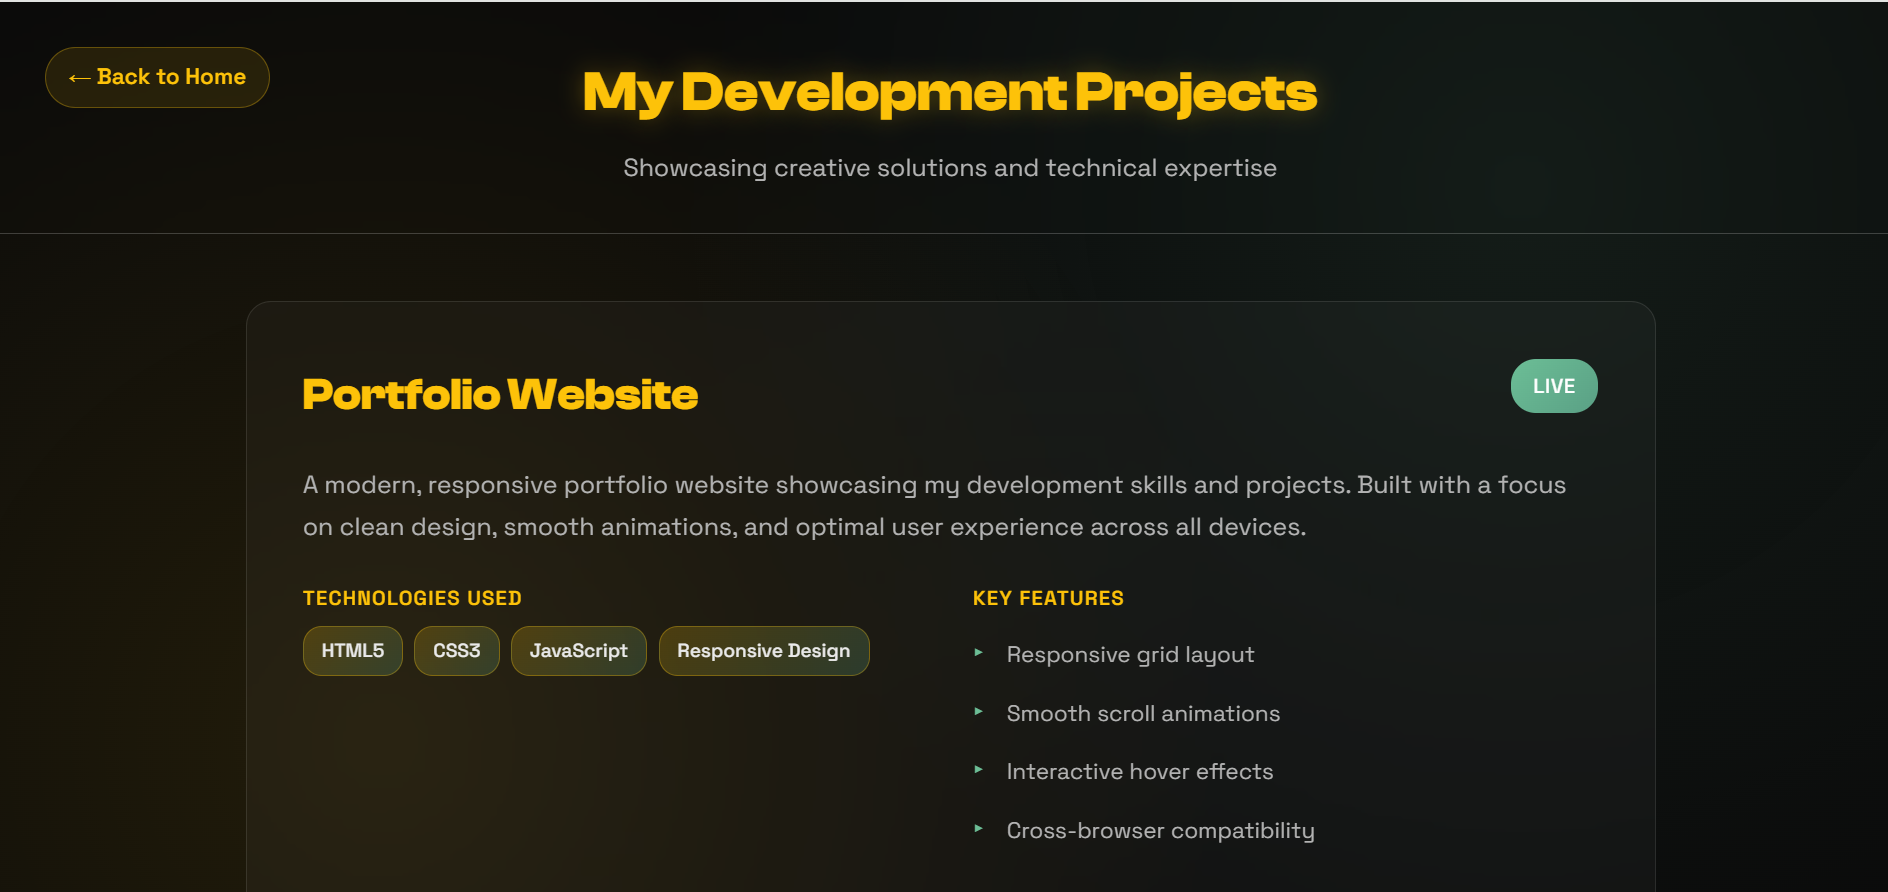 ← Back to Home
My Development Projects
Showcasing creative solutions and technical expertise
Portfolio Website
LIVE
A modern, responsive portfolio website showcasing my development skills and projects. Built with a focus
on clean design, smooth animations, and optimal user experience across all devices.
TECHNOLOGIES USED
HTML5 CSS3 JavaScript Responsive Design
KEY FEATURES
Responsive grid layout
Smooth scroll animations
Interactive hover effects
Cross-browser compatibility